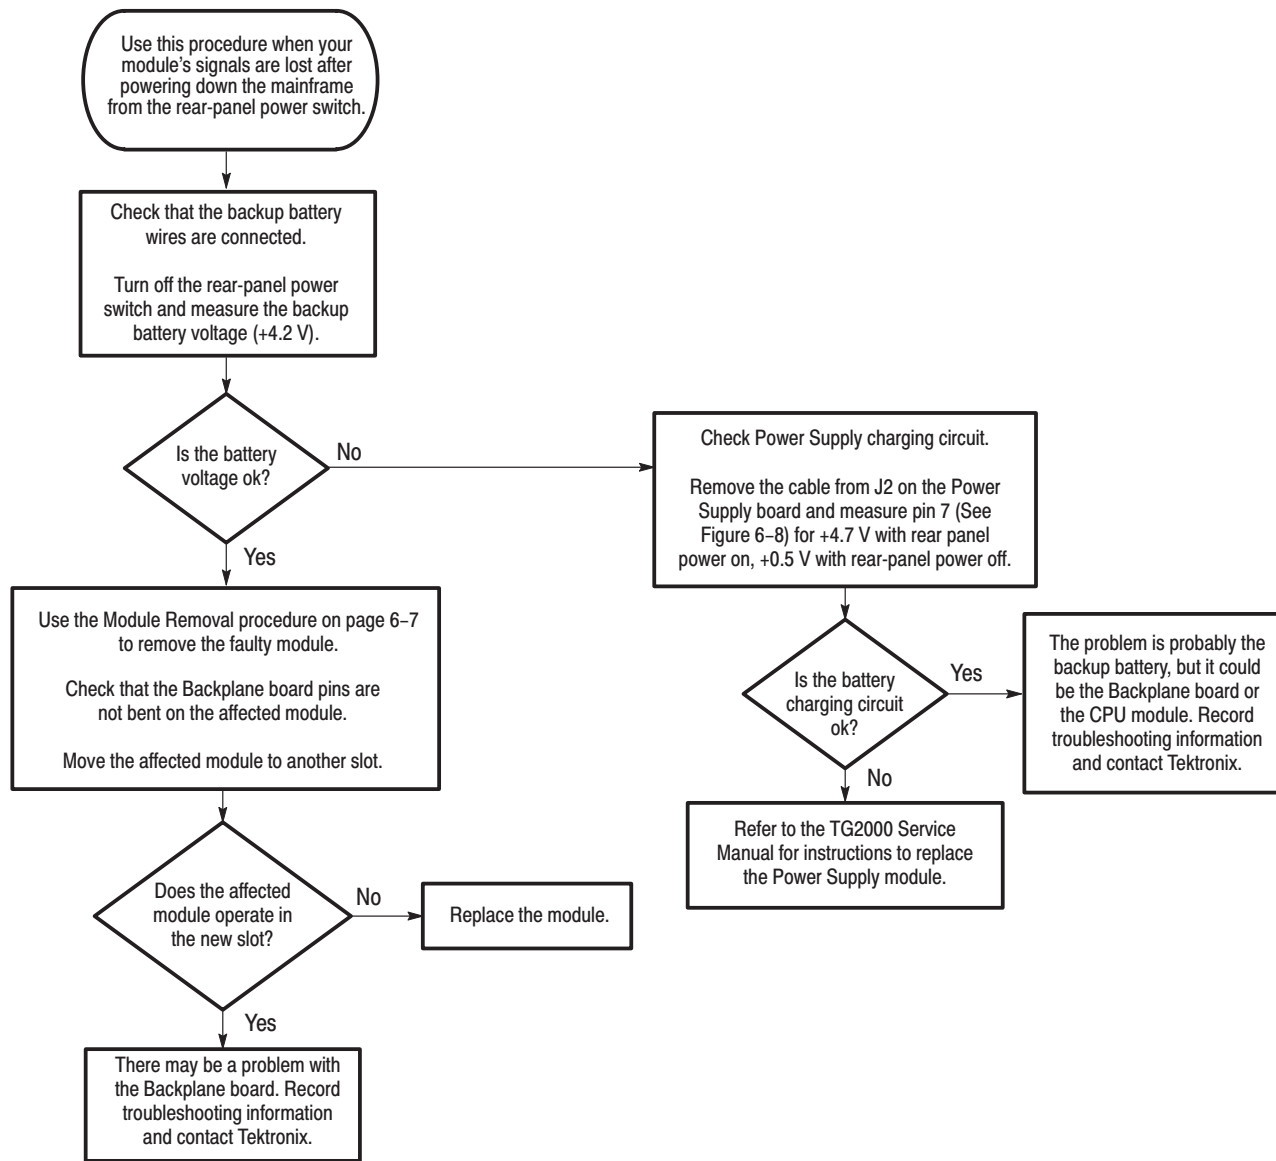 Use this procedure when your
module's signals are lost after
powering down the mainframe
from the rear-panel power switch.
Check that the backup battery
wires are connected.
Turn off the rear-panel power
switch and measure the backup
battery voltage (+4.2 V).
Is the battery
voltage ok?
No
Yes
Check Power Supply charging circuit.
Remove the cable from J2 on the Power
Supply board and measure pin 7 (See
Figure 6–8) for +4.7 V with rear panel
power on, +0.5 V with rear-panel power off.
Is the battery
charging circuit
ok?
Yes
The problem is probably the
backup battery, but it could
be the Backplane board or
the CPU module. Record
troubleshooting information
and contact Tektronix.
No
Refer to the TG2000 Service
Manual for instructions to replace
the Power Supply module.
Use the Module Removal procedure on page 6–7
to remove the faulty module.
Check that the Backplane board pins are
not bent on the affected module.
Move the affected module to another slot.
Does the affected
module operate in
the new slot?
No
Replace the module.
Yes
There may be a problem with
the Backplane board. Record
troubleshooting information
and contact Tektronix.